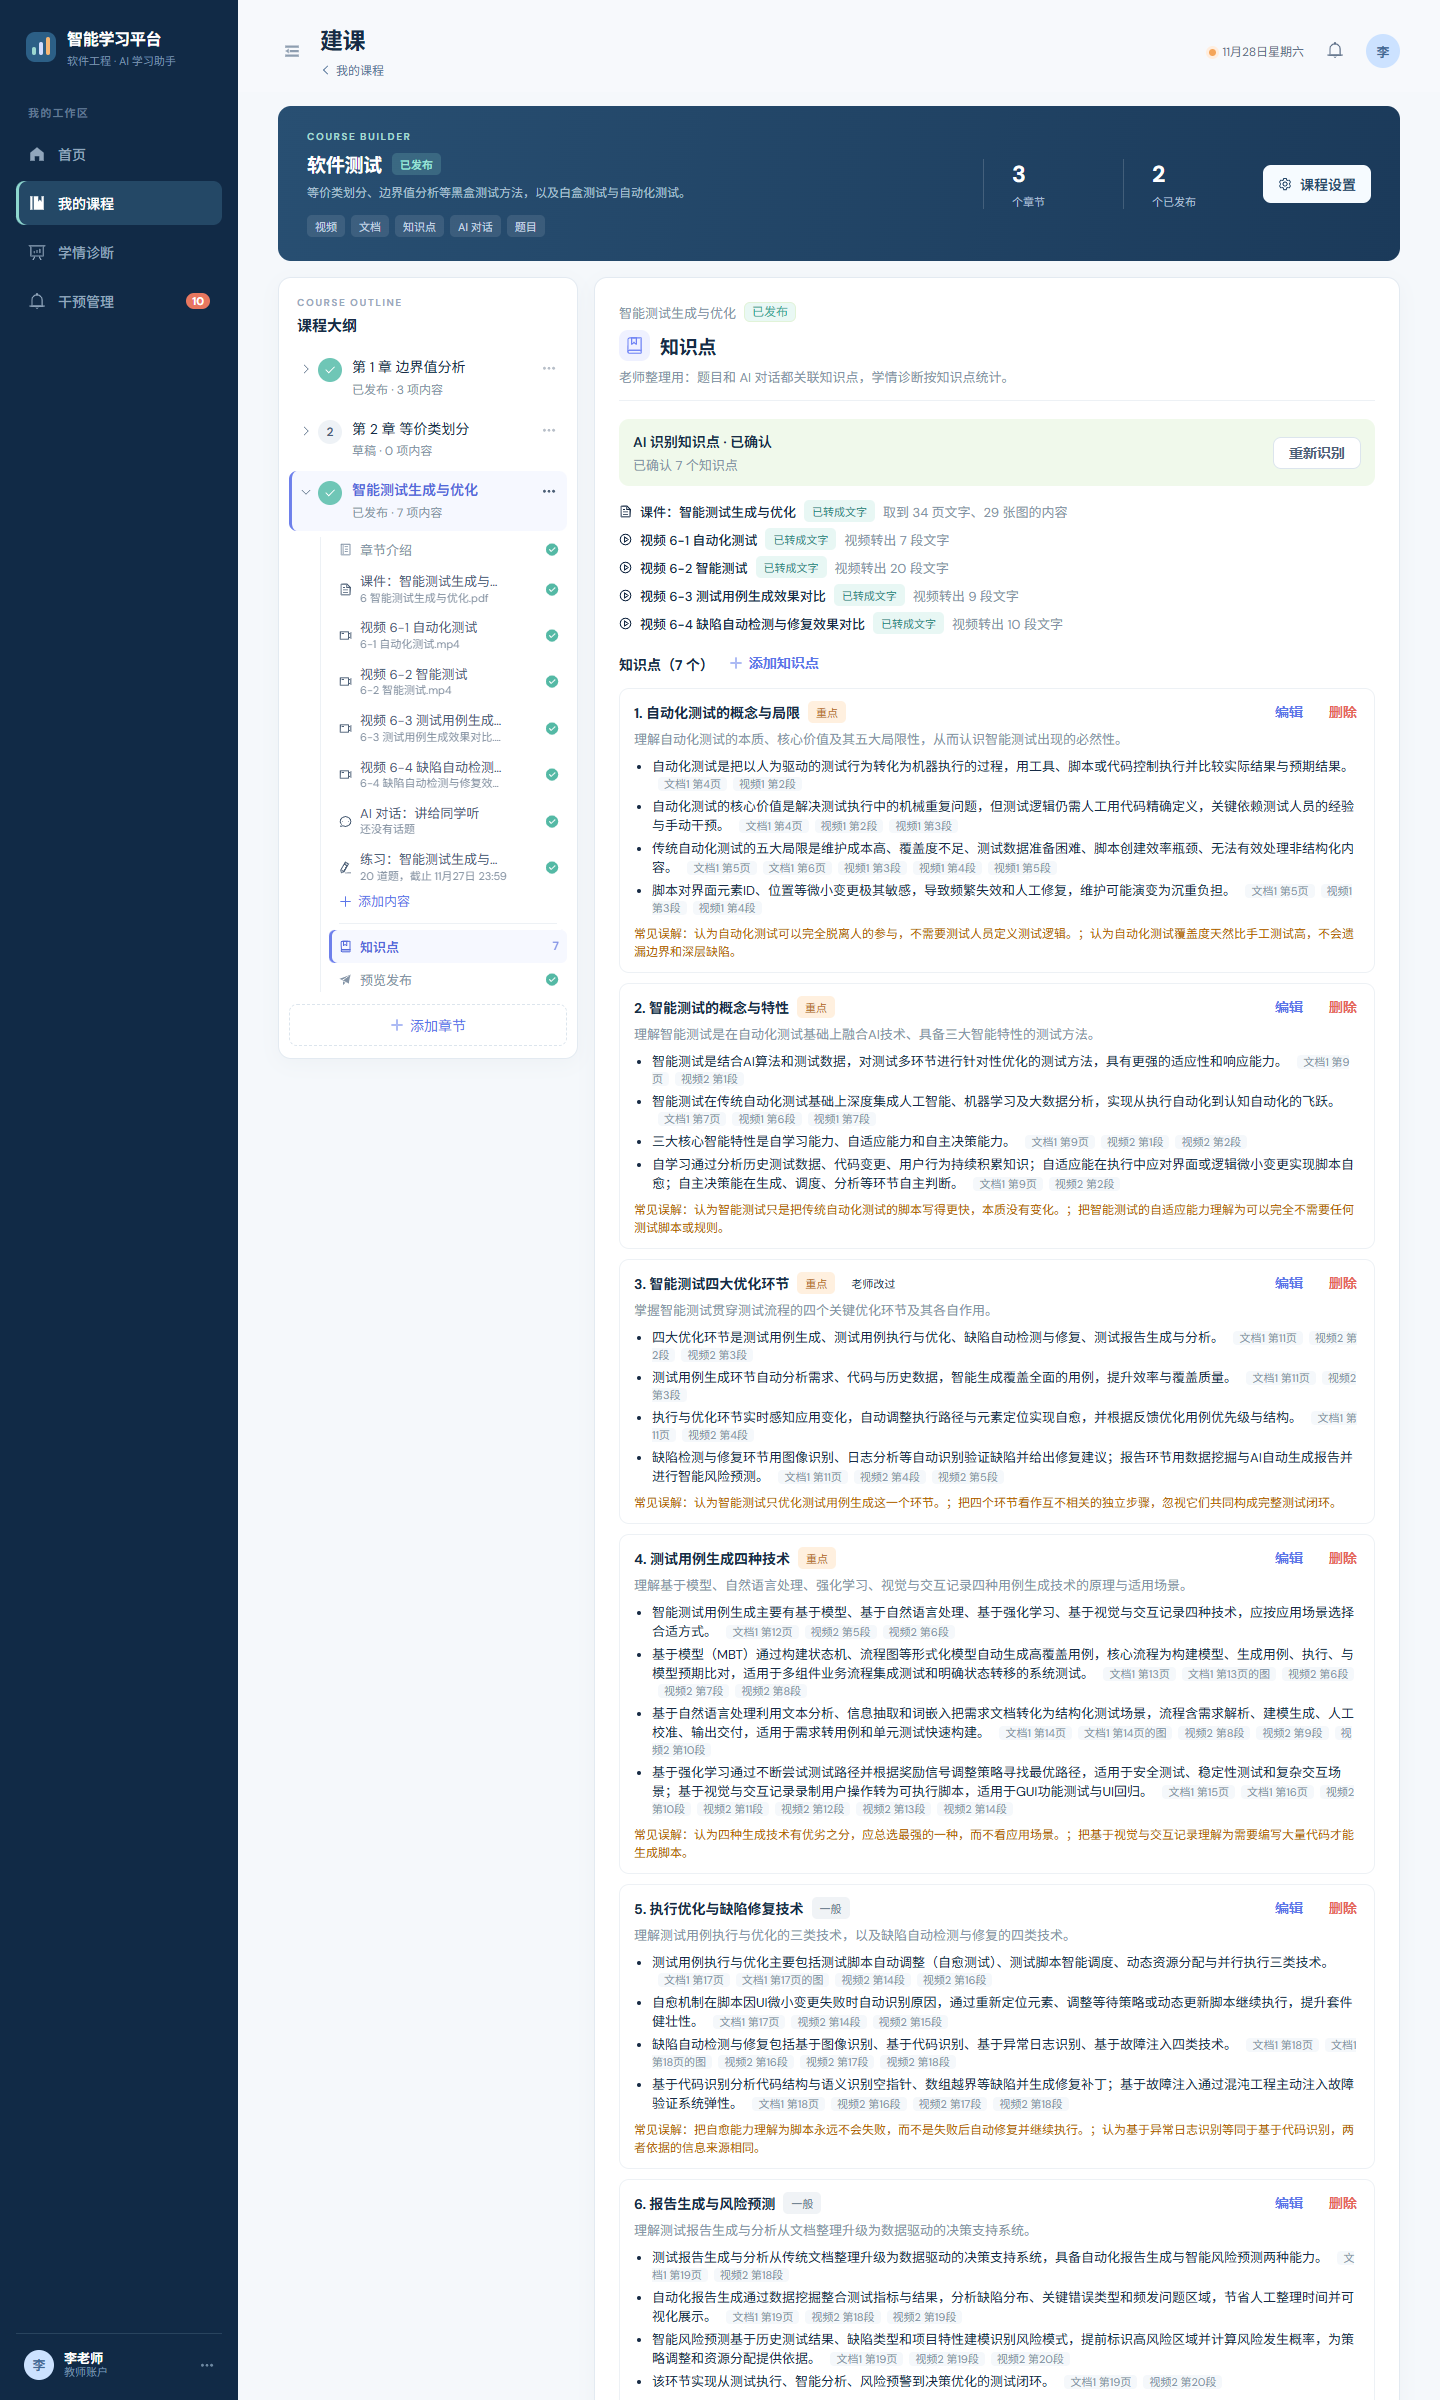 智能学习平台
软件工程 · AI 学习助手
我的工作区
首页
我的课程
学情诊断
干预管理
10
李
李老师
教师账户
建课
我的课程
11月28日星期六
李
COURSE BUILDER
软件测试 已发布
等价类划分、边界值分析等黑盒测试方法，以及白盒测试与自动化测试。
视频 文档 知识点 AI 对话 题目
3
个章节
2
个已发布
课程设置
COURSE OUTLINE
课程大纲
第 1 章 边界值分析
已发布 · 3 项内容
2
第 2 章 等价类划分
草稿 · 0 项内容
智能测试生成与优化
已发布 · 7 项内容
章节介绍
课件：智能测试生成与...
6 智能测试生成与优化.pdf
视频 6-1 自动化测试
6-1 自动化测试.mp4
视频 6-2 智能测试
6-2 智能测试.mp4
视频 6-3 测试用例生成...
6-3 测试用例生成效果对比....
视频 6-4 缺陷自动检测...
6-4 缺陷自动检测与修复效...
AI 对话：讲给同学听
还没有话题
练习：智能测试生成与...
20 道题，截止 11月27日 23:59
添加内容
知识点 7
预览发布
添加章节
智能测试生成与优化 已发布
知识点
老师整理用：题目和 AI 对话都关联知识点，学情诊断按知识点统计。
AI 识别知识点 · 已确认
已确认 7 个知识点
重新识别
课件：智能测试生成与优化 已转成文字 取到 34 页文字、29 张图的内容
视频 6-1 自动化测试 已转成文字 视频转出 7 段文字
视频 6-2 智能测试 已转成文字 视频转出 20 段文字
视频 6-3 测试用例生成效果对比 已转成文字 视频转出 9 段文字
视频 6-4 缺陷自动检测与修复效果对比 已转成文字 视频转出 10 段文字
知识点（7 个） 添加知识点
1. 自动化测试的概念与局限 重点 编辑 删除
理解自动化测试的本质、核心价值及其五大局限性，从而认识智能测试出现的必然性。
自动化测试是把以人为驱动的测试行为转化为机器执行的过程，用工具、脚本或代码控制执行并比较实际结果与预期结果。
文档1 第4页 视频1 第2段
自动化测试的核心价值是解决测试执行中的机械重复问题，但测试逻辑仍需人工用代码精确定义，关键依赖测试人员的经验
与手动干预。 文档1 第4页 视频1 第2段 视频1 第3段
传统自动化测试的五大局限是维护成本高、覆盖度不足、测试数据准备困难、脚本创建效率瓶颈、无法有效处理非结构化内
容。 文档1 第5页 文档1 第6页 视频1 第3段 视频1 第4段 视频1 第5段
脚本对界面元素ID、位置等微小变更极其敏感，导致频繁失效和人工修复，维护可能演变为沉重负担。 文档1 第5页 视频1
第3段 视频1 第4段
常见误解：认为自动化测试可以完全脱离人的参与，不需要测试人员定义测试逻辑。；认为自动化测试覆盖度天然比手工测试高，不会遗
漏边界和深层缺陷。
2. 智能测试的概念与特性 重点 编辑 删除
理解智能测试是在自动化测试基础上融合AI技术、具备三大智能特性的测试方法。
智能测试是结合AI算法和测试数据，对测试多环节进行针对性优化的测试方法，具有更强的适应性和响应能力。 文档1 第9
页 视频2 第1段
智能测试在传统自动化测试基础上深度集成人工智能、机器学习及大数据分析，实现从执行自动化到认知自动化的飞跃。
文档1 第7页 视频1 第6段 视频1 第7段
三大核心智能特性是自学习能力、自适应能力和自主决策能力。 文档1 第9页 视频2 第1段 视频2 第2段
自学习通过分析历史测试数据、代码变更、用户行为持续积累知识；自适应能在执行中应对界面或逻辑微小变更实现脚本自
愈；自主决策能在生成、调度、分析等环节自主判断。 文档1 第9页 视频2 第2段
常见误解：认为智能测试只是把传统自动化测试的脚本写得更快，本质没有变化。；把智能测试的自适应能力理解为可以完全不需要任何
测试脚本或规则。
3. 智能测试四大优化环节 重点 老师改过 编辑 删除
掌握智能测试贯穿测试流程的四个关键优化环节及其各自作用。
四大优化环节是测试用例生成、测试用例执行与优化、缺陷自动检测与修复、测试报告生成与分析。 文档1 第11页 视频2 第
2段 视频2 第3段
测试用例生成环节自动分析需求、代码与历史数据，智能生成覆盖全面的用例，提升效率与覆盖质量。 文档1 第11页 视频2
第3段
执行与优化环节实时感知应用变化，自动调整执行路径与元素定位实现自愈，并根据反馈优化用例优先级与结构。 文档1 第
11页 视频2 第4段
缺陷检测与修复环节用图像识别、日志分析等自动识别验证缺陷并给出修复建议；报告环节用数据挖掘与AI自动生成报告并
进行智能风险预测。 文档1 第11页 视频2 第4段 视频2 第5段
常见误解：认为智能测试只优化测试用例生成这一个环节。；把四个环节看作互不相关的独立步骤，忽视它们共同构成完整测试闭环。
4. 测试用例生成四种技术 重点 编辑 删除
理解基于模型、自然语言处理、强化学习、视觉与交互记录四种用例生成技术的原理与适用场景。
智能测试用例生成主要有基于模型、基于自然语言处理、基于强化学习、基于视觉与交互记录四种技术，应按应用场景选择
合适方式。 文档1 第12页 视频2 第5段 视频2 第6段
基于模型（MBT）通过构建状态机、流程图等形式化模型自动生成高覆盖用例，核心流程为构建模型、生成用例、执行、与
模型预期比对，适用于多组件业务流程集成测试和明确状态转移的系统测试。 文档1 第13页 文档1 第13页的图 视频2 第6段
视频2 第7段 视频2 第8段
基于自然语言处理利用文本分析、信息抽取和词嵌入把需求文档转化为结构化测试场景，流程含需求解析、建模生成、人工
校准、输出交付，适用于需求转用例和单元测试快速构建。 文档1 第14页 文档1 第14页的图 视频2 第8段 视频2 第9段 视
频2 第10段
基于强化学习通过不断尝试测试路径并根据奖励信号调整策略寻找最优路径，适用于安全测试、稳定性测试和复杂交互场
景；基于视觉与交互记录录制用户操作转为可执行脚本，适用于GUI功能测试与UI回归。 文档1 第15页 文档1 第16页 视频2
第10段 视频2 第11段 视频2 第12段 视频2 第13段 视频2 第14段
常见误解：认为四种生成技术有优劣之分，应总选最强的一种，而不看应用场景。；把基于视觉与交互记录理解为需要编写大量代码才能
生成脚本。
5. 执行优化与缺陷修复技术 一般 编辑 删除
理解测试用例执行与优化的三类技术，以及缺陷自动检测与修复的四类技术。
测试用例执行与优化主要包括测试脚本自动调整（自愈测试）、测试脚本智能调度、动态资源分配与并行执行三类技术。
文档1 第17页 文档1 第17页的图 视频2 第14段 视频2 第16段
自愈机制在脚本因UI微小变更失败时自动识别原因，通过重新定位元素、调整等待策略或动态更新脚本继续执行，提升套件
健壮性。 文档1 第17页 视频2 第14段 视频2 第15段
缺陷自动检测与修复包括基于图像识别、基于代码识别、基于异常日志识别、基于故障注入四类技术。 文档1 第18页 文档1
第18页的图 视频2 第16段 视频2 第17段 视频2 第18段
基于代码识别分析代码结构与语义识别空指针、数组越界等缺陷并生成修复补丁；基于故障注入通过混沌工程主动注入故障
验证系统弹性。 文档1 第18页 视频2 第16段 视频2 第17段 视频2 第18段
常见误解：把自愈能力理解为脚本永远不会失败，而不是失败后自动修复并继续执行。；认为基于异常日志识别等同于基于代码识别，两
者依据的信息来源相同。
6. 报告生成与风险预测 一般 编辑 删除
理解测试报告生成与分析从文档整理升级为数据驱动的决策支持系统。
测试报告生成与分析从传统文档整理升级为数据驱动的决策支持系统，具备自动化报告生成与智能风险预测两种能力。 文
档1 第19页 视频2 第18段
自动化报告生成通过数据挖掘整合测试指标与结果，分析缺陷分布、关键错误类型和频发问题区域，节省人工整理时间并可
视化展示。 文档1 第19页 视频2 第18段 视频2 第19段
智能风险预测基于历史测试结果、缺陷类型和项目特性建模识别风险模式，提前标识高风险区域并计算风险发生概率，为策
略调整和资源分配提供依据。 文档1 第19页 视频2 第19段 视频2 第20段
该环节实现从测试执行、智能分析、风险预警到决策优化的测试闭环。 文档1 第19页 视频2 第20段